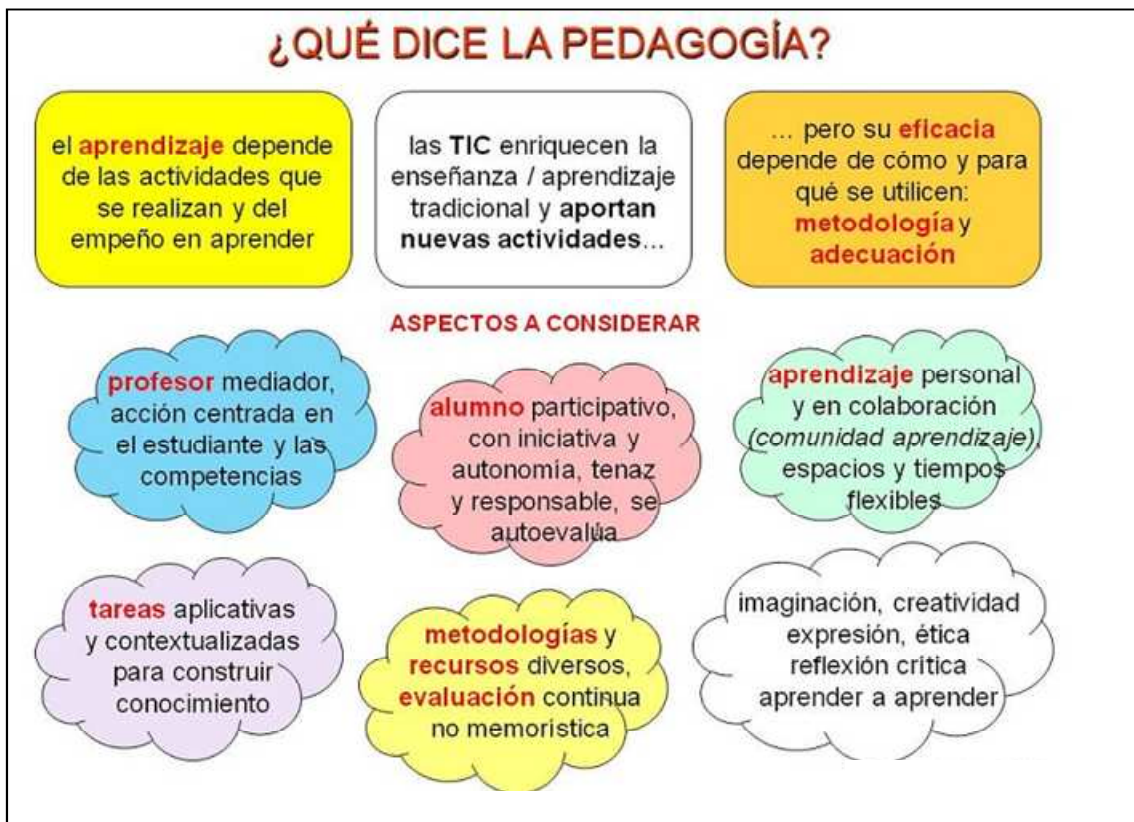 ¿QUÉ DICE LA PEDAGOGÍA?
el aprendizaje depende
de las actividades que
se realizan y del
empeño en aprender
las TIC enriquecen la
enseñanza / aprendizaje
tradicional y aportan
nuevas actividades...
... pero su eficacia
depende de cómo y para
qué se utilicen:
metodología y
adecuación
ASPECTOS A CONSIDERAR
profesor mediador,
acción centrada en
el estudiante y las
competencias
alumno participativo,
con iniciativa y
autonomía, tenaz
y responsable, se
autoevalúa
aprendizaje personal
y en colaboración
(comunidad aprendizaje),
espacios y tiempos
flexibles
tareas aplicativas
y contextualizadas
para construir
conocimiento
metodologías y
recursos diversos,
evaluación continua
no memorística
imaginación, creatividad
expresión, ética
reflexión crítica
aprender a aprender